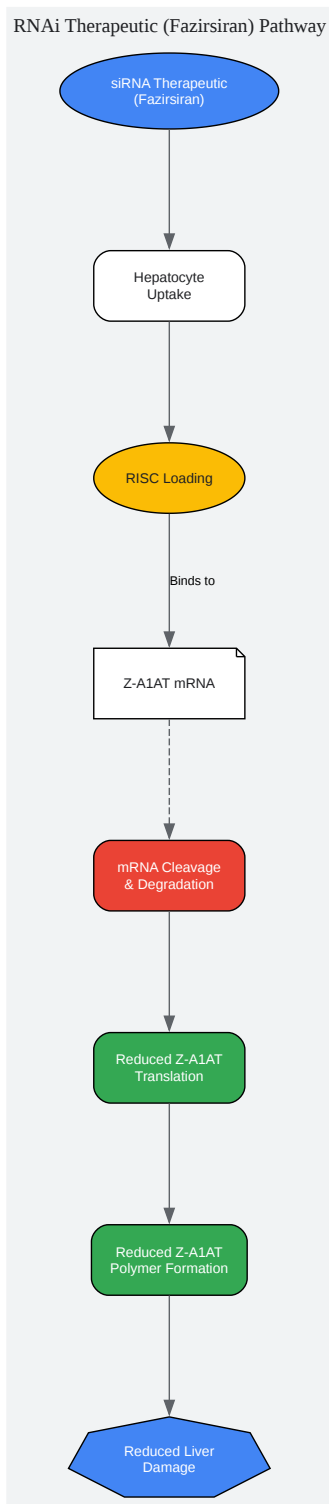 RNAi Therapeutic (Fazirsiran) Pathway
siRNA Therapeutic
(Fazirsiran)
Hepatocyte
Uptake
RISC Loading
Binds to
Z-A1AT mRNA
mRNA Cleavage
& Degradation
Reduced Z-A1AT
Translation
Reduced Z-A1AT
Polymer Formation
Reduced Liver
Damage